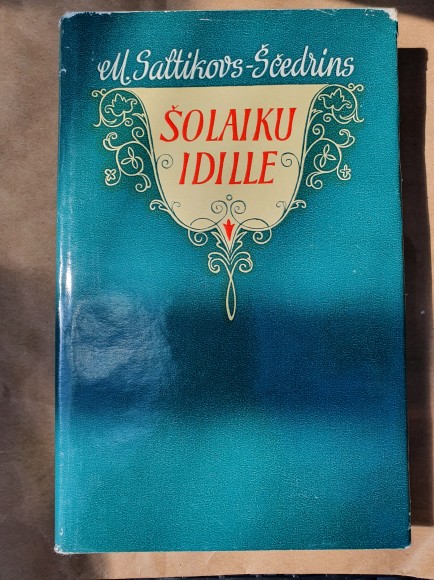 M. Saltikovs-Ščedrins
ŠOLAIKU
IDILLE